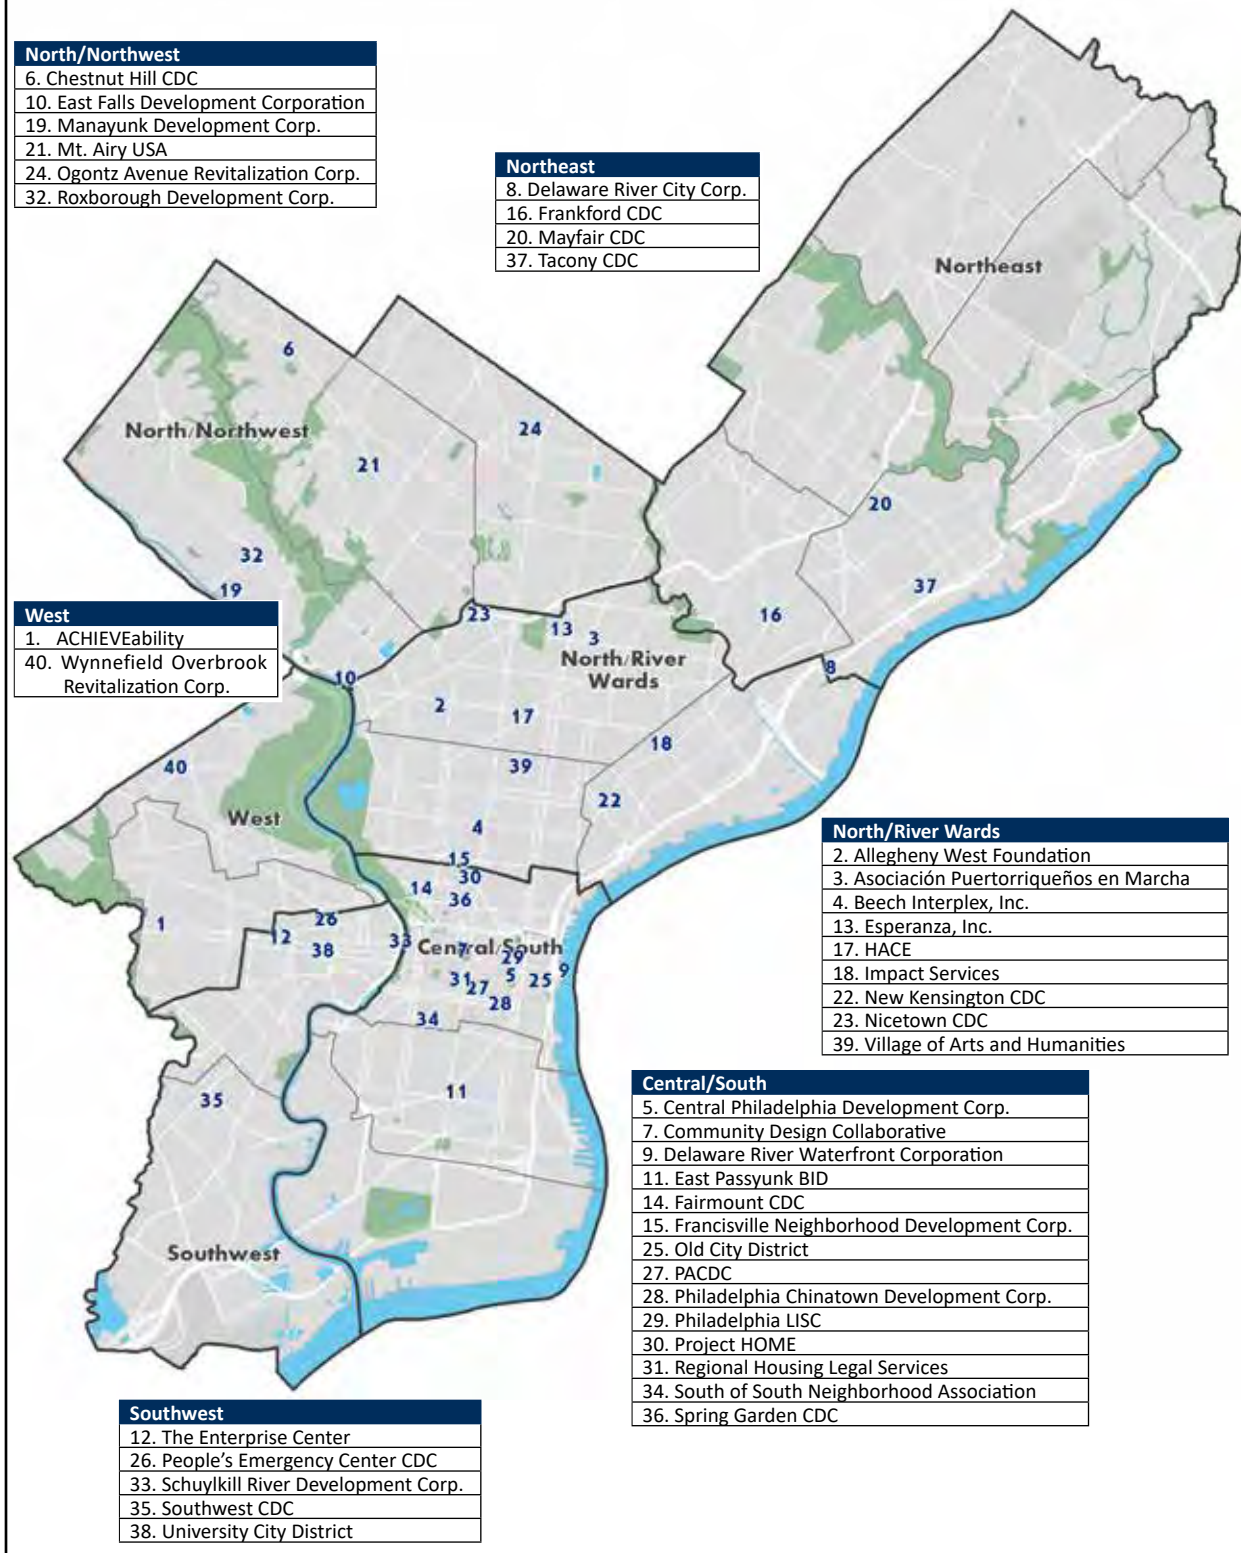 North/Northwest
6. Chestnut Hill CDC
10. East Falls Development Corporation
19. Manayunk Development Corp.
21. Mt. Airy USA
24. Ogontz Avenue Revitalization Corp.
32. Roxborough Development Corp.
Northeast
8. Delaware River City Corp.
16. Frankford CDC
20. Mayfair CDC
37. Tacony CDC
Northeast
6
North/Northwest
24
21
20
32
19
37
23
13
3
16
North/River
Wards
West
1. ACHIEVEability
40. Wynnefield Overbrook
Revitalization Corp.
8
10
2
17
18
40
39
22
West
4
15
30
14
36
1
26
12
38
33
Central/South
7
29
9
31
27
5
25
28
34
11
35
Southwest
North/River Wards
2. Allegheny West Foundation
3. Asociación Puertorriqueños en Marcha
4. Beech Interplex, Inc.
13. Esperanza, Inc.
17. HACE
18. Impact Services
22. New Kensington CDC
23. Nicetown CDC
39. Village of Arts and Humanities
Central/South
5. Central Philadelphia Development Corp.
7. Community Design Collaborative
9. Delaware River Waterfront Corporation
11. East Passyunk BID
14. Fairmount CDC
15. Francisville Neighborhood Development Corp.
25. Old City District
27. PACDC
28. Philadelphia Chinatown Development Corp.
29. Philadelphia LISC
30. Project HOME
31. Regional Housing Legal Services
34. South of South Neighborhood Association
36. Spring Garden CDC
Southwest
12. The Enterprise Center
26. People's Emergency Center CDC
33. Schuylkill River Development Corp.
35. Southwest CDC
38. University City District